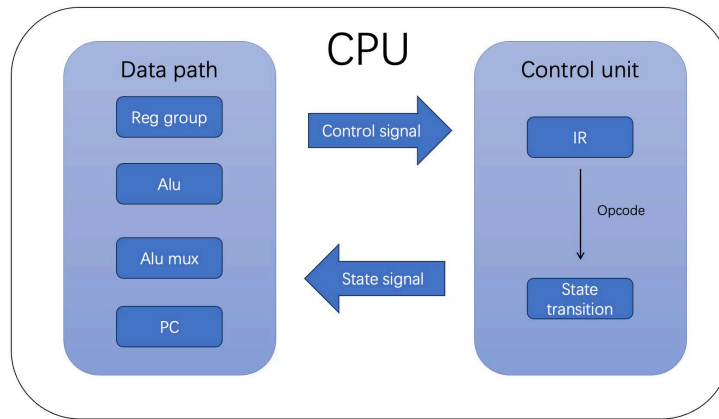 CPU
Data path
Reg group
Alu
Alu mux
PC
Control signal
State signal
Control unit
IR
Opcode
State
transition